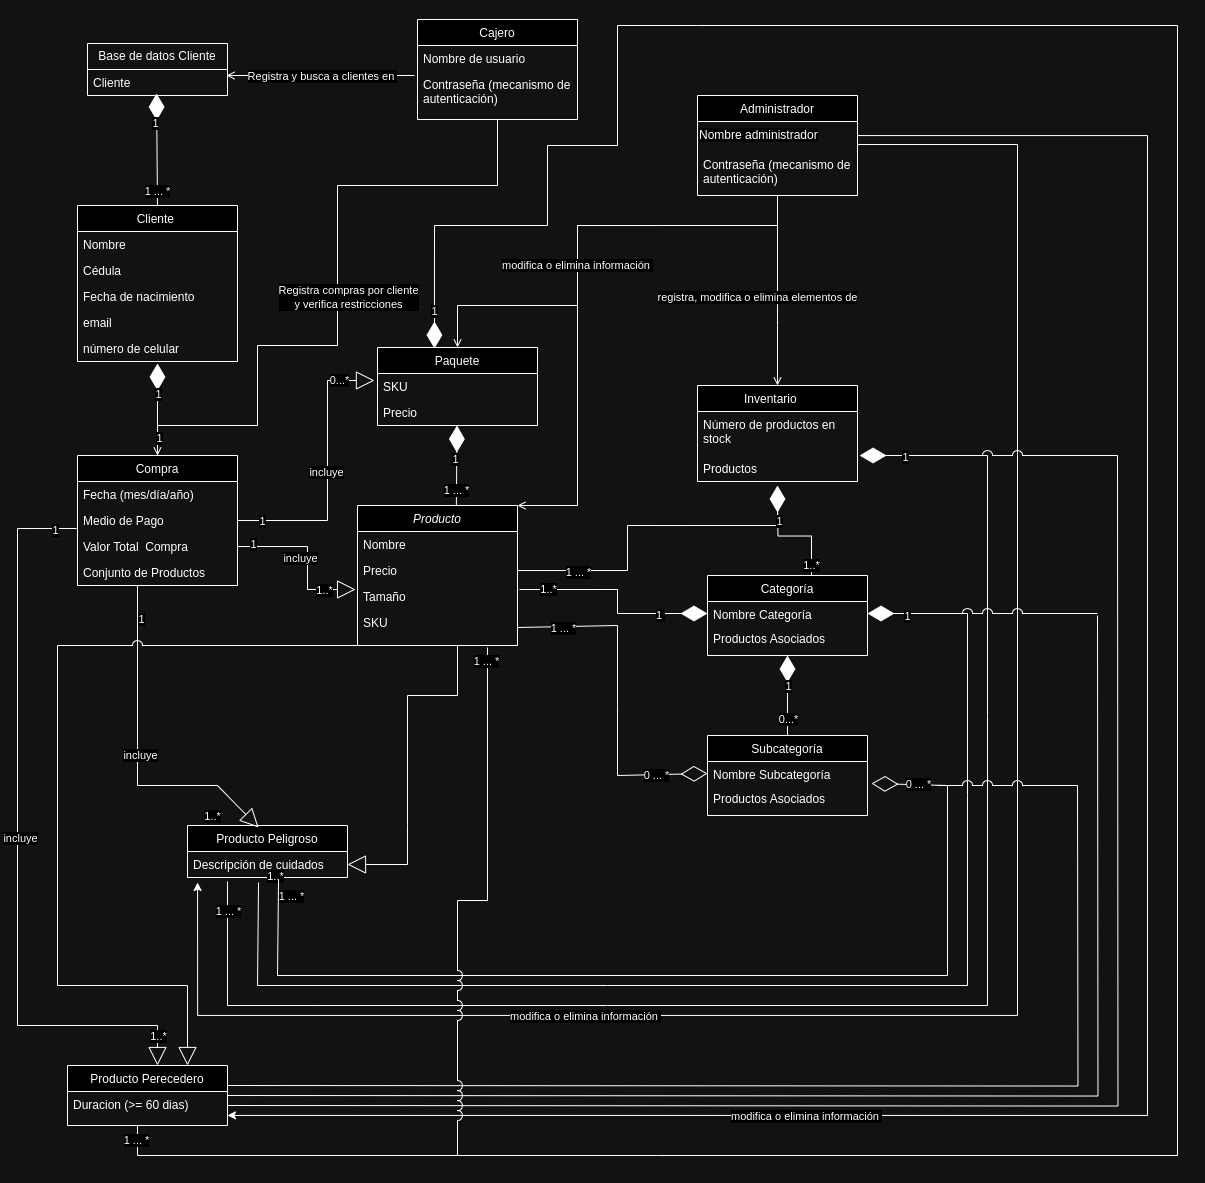 Cajero
Nombre de usuario
Contraseña (mecanismo de
autenticación)
Base de datos Cliente
Cliente
Registra y busca a clientes en
1
1 ... *
Administrador
Nombre administrador
Contraseña (mecanismo de
autenticación)
Cliente
Nombre
Cédula
Fecha de nacimiento
email
número de celular
1
1
modifica o elimina información
Registra compras por cliente
y verifica restricciones
registra, modifica o elimina elementos de
1
Paquete
SKU
Precio
0...*
1
1 ... *
incluye
Inventario
Número de productos en
stock
Productos
1
1
Compra
Fecha (mes/día/año)
Medio de Pago
Valor Total  Compra
Conjunto de Productos
1
1
1
1
incluye
1..*
Producto
Nombre
Precio
Tamaño
SKU
1 ... *
1..*
1 ... *
1 ... *
1..*
1
Categoría
Nombre Categoría
Productos Asociados
1
1
0...*
Subcategoría
Nombre Subcategoría
Productos Asociados
0 ... *
0 ... *
incluye
1..*
Producto Peligroso
Descripción de cuidados
1..*
1 ... *
1 ... *
incluye
modifica o elimina información
1..*
Producto Perecedero
Duracion (>= 60 dias)
modifica o elimina información
1 ... *